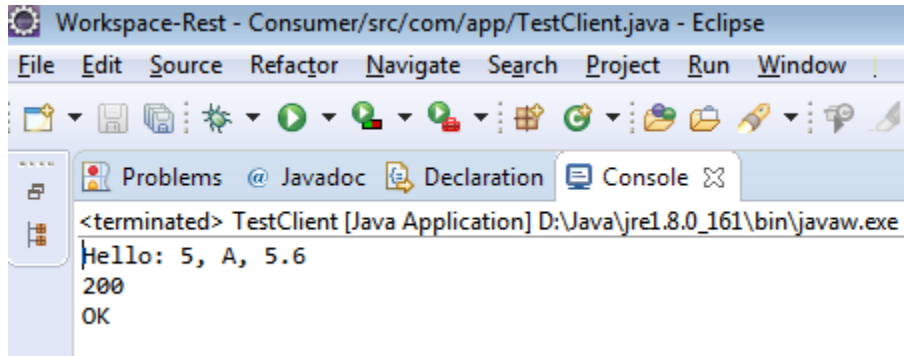 Workspace-Rest - Consumer/src/com/app/TestClient.java - Eclipse
File Edit Source Refactor Navigate Search Project Run Window
Problems @ Javadoc Declaration Console
<terminated> TestClient [Java Application] D:\Java\jre1.8.0_161\bin\javaw.exe
Hello: 5, A, 5.6
200
OK